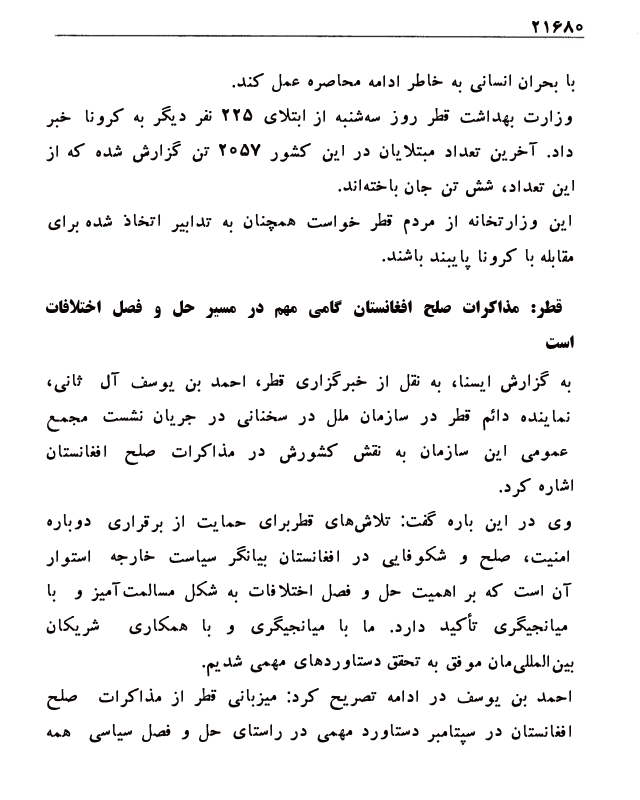 ۲۱۶۸۰
با بحران انسانی به خاطر ادامه محاصره عمل کند.
وزارت بهداشت قطر روز سه‌شنبه از ابتلای ۲۲۵ نفر دیگر به کرونا خبر
داد. آخرین تعداد مبتلایان در این کشور ۲۰۵۷ تن گزارش شده که از
این تعداد، شش تن جان باخته‌اند.
این وزارتخانه از مردم قطر خواست همچنان به تدابیر اتخاذ شده برای
مقابله با کرونا پایبند باشند.
قطر: مذاکرات صلح افغانستان گامی مهم در مسیر حل و فصل اختلافات
است
به گزارش ایسنا، به نقل از خبرگزاری قطر، احمد بن یوسف آل ثانی،
نماینده دائم قطر در سازمان ملل در سخنانی در جریان نشست مجمع
عمومی این سازمان به نقش کشورش در مذاکرات صلح افغانستان
اشاره کرد.
وی در این باره گفت: تلاش‌های قطربرای حمایت از برقراری دوباره
امنیت، صلح و شکوفایی در افغانستان بیانگر سیاست خارجه استوار
آن است که بر اهمیت حل و فصل اختلافات به شکل مسالمت‌آمیز و با
میانجیگری تأکید دارد. ما با میانجیگری و با همکاری شریکان
بین‌المللی‌مان موفق به تحقق دستاوردهای مهمی شدیم.
احمد بن یوسف در ادامه تصریح کرد: میزبانی قطر از مذاکرات صلح
افغانستان در سپتامبر دستاورد مهمی در راستای حل و فصل سیاسی همه